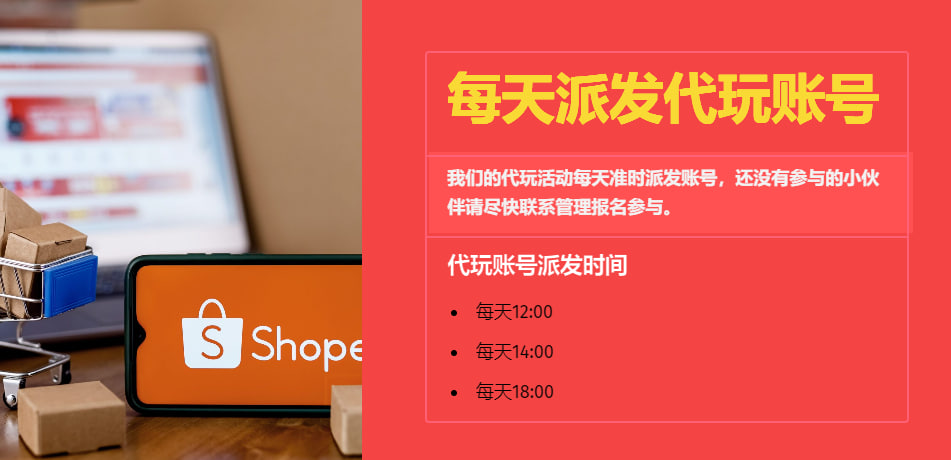 每天派发代玩账号
我们的代玩活动每天准时派发账号，还没有参与的小伙
伴请尽快联系管理报名参与。
代玩账号派发时间
每天12:00
每天14:00
每天18:00
S Shope